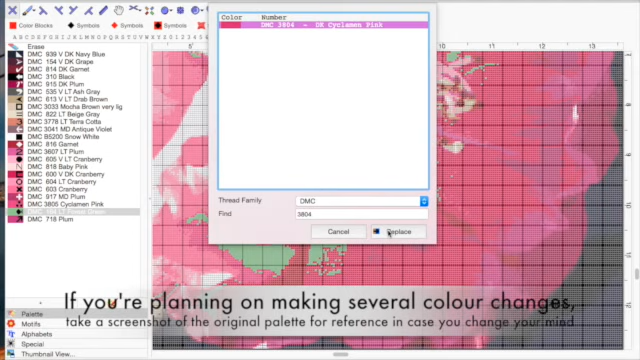 Color Number
DMC 3804 - DK Cyclamen Pink
Color Blocks Symbols Symbols Symbols
A B C D E F G H I J K L M N O P Q R S T U V W X Y Z
5' 12 13
Erase
DMC 939 V DK Navy Blue
DMC 154 V DK Grape
DMC 814 DK Garnet
DMC 310 Black
DMC 915 DK Plum
DMC 535 V LT Ash Gray
DMC 613 V LT Drab Brown
DMC 3033 Mocha Brown very lig
DMC 822 LT Beige Gray
DMC 3778 LT Terra Cotta
DMC 3041 MD Antique Violet
DMC B5200 Snow White
DMC 816 Garnet
DMC 3607 LT Plum
DMC 605 V LT Cranberry
DMC 818 Baby Pink
DMC 600 V DK Cranberry
DMC 604 LT Cranberry
DMC 603 Cranberry
DMC 917 MD Plum
DMC 3805 Cyclamen Pink
DMC 718 Plum
Thread Family DMC
Find 3804
Cancel Replace
If you're planning on making several colour changes,
take a screenshot of the original palette for reference in case you change your mind
Palette
Motifs
Alphabets
Special
Thumbnail View...